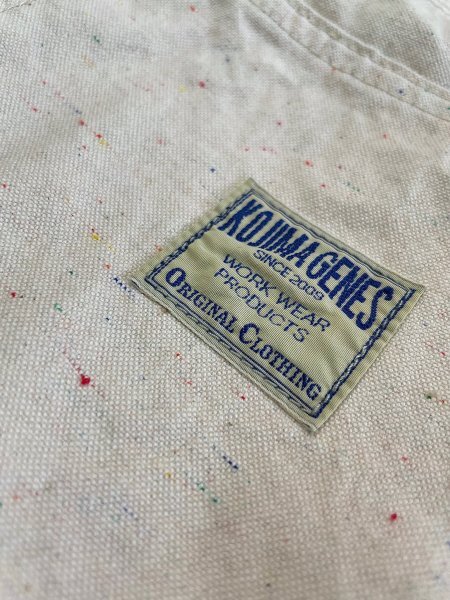 KOJIMA GENES
SINCE 2009
WORK WEAR
PRODUCTS
ORIGINAL CLOTHING